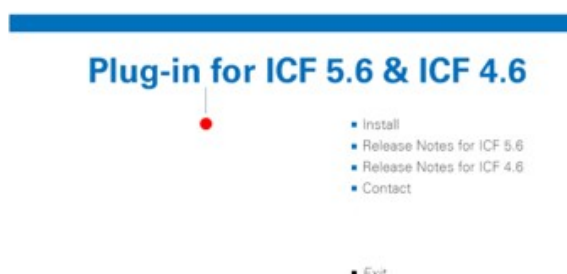 Plug-in for ICF 5.6 & ICF 4.6
Install
Release Notes for ICF 5.6
Release Notes for ICF 4.6
Contact
Exit